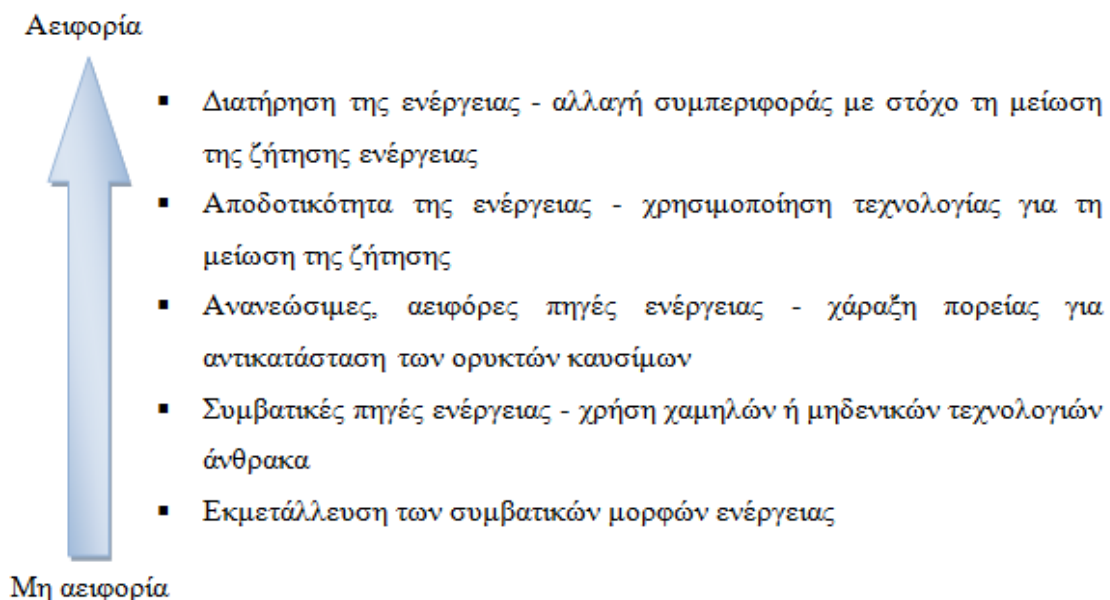 Αειφορία
▪ Διατήρηση της ενέργειας - αλλαγή συμπεριφοράς με στόχο τη μείωση
της ζήτησης ενέργειας
▪ Αποδοτικότητα της ενέργειας - χρησιμοποίηση τεχνολογίας για τη
μείωση της ζήτησης
▪ Ανανεώσιμες, αειφόρες πηγές ενέργειας - χάραξη πορείας για
αντικατάσταση των ορυκτών καυσίμων
▪ Συμβατικές πηγές ενέργειας - χρήση χαμηλών ή μηδενικών τεχνολογιών
άνθρακα
▪ Εκμετάλλευση των συμβατικών μορφών ενέργειας
Μη αειφορία